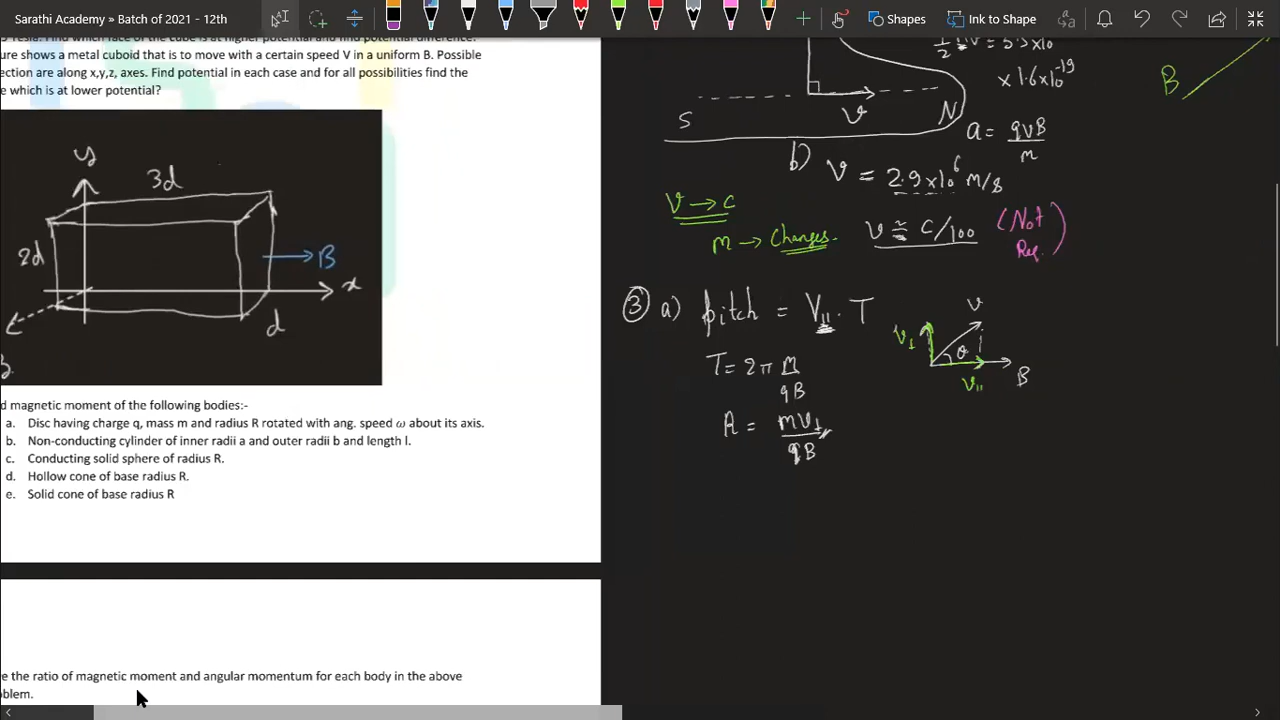 Sarathi Academy » Batch of 2021 - 12th
Shapes
Ink to Shape
ure shows a metal cuboid that is to move with a certain speed V in a uniform B. Possible
ection are along x,y,z, axes. Find potential in each case and for all possibilities find the
e which is at lower potential?
y
3d
2d
B
x
d
d magnetic moment of the following bodies:-
a. Disc having charge q, mass m and radius R rotated with ang. speed ω about its axis.
b. Non-conducting cylinder of inner radii a and outer radii b and length l.
c. Conducting solid sphere of radius R.
d. Hollow cone of base radius R.
e. Solid cone of base radius R
e the ratio of magnetic moment and angular momentum for each body in the above
oblem.
× 1.6×10⁻¹⁹
B
S
v
N
a = qvB/m
b) V = 2.9×10⁶ m/s
V → C
m → Changes.
v ≅ C/100 (Not Req.)
③ a) pitch = V|| · T
T = 2π m/qB
R = mV⊥/qB
v
V⊥
θ
V||
B